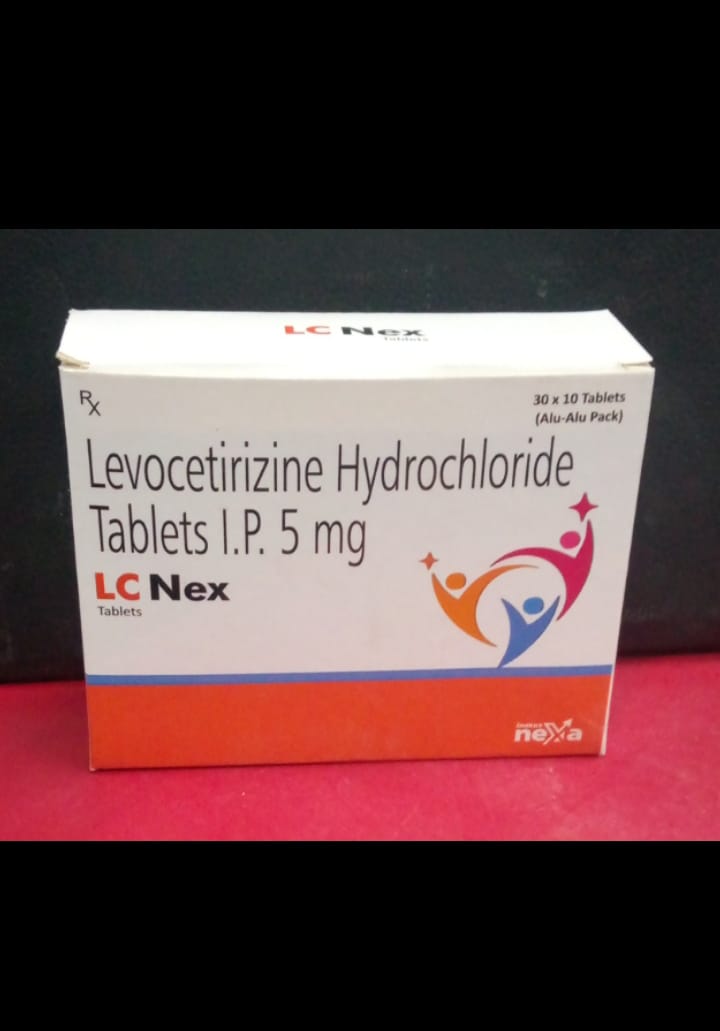 LC Nex
Tablets
Rx
30 x 10 Tablets
(Alu-Alu Pack)
Levocetirizine Hydrochloride
Tablets I.P. 5 mg
LC Nex
Tablets
nexa